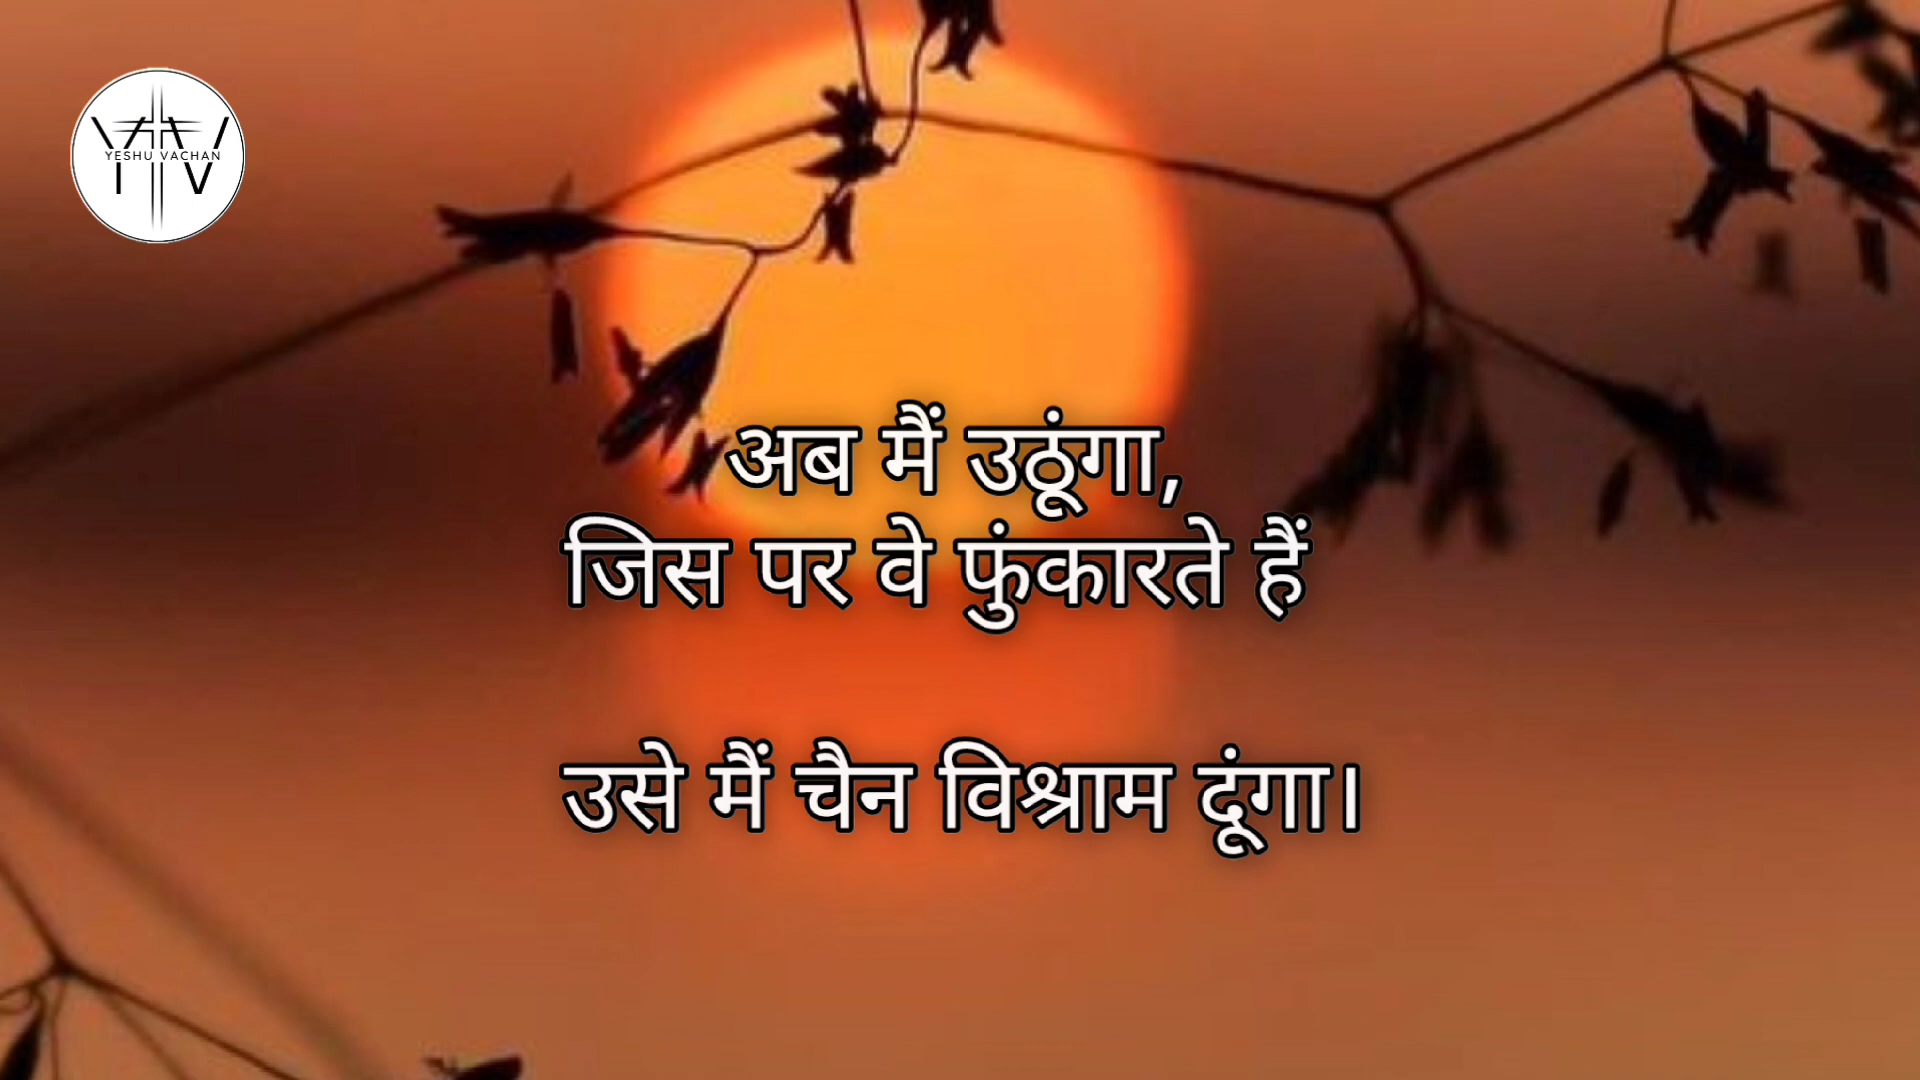 YESHU VACHAN
अब मैं उठूंगा,
जिस पर वे फुंकारते हैं
उसे मैं चैन विश्राम दूंगा।